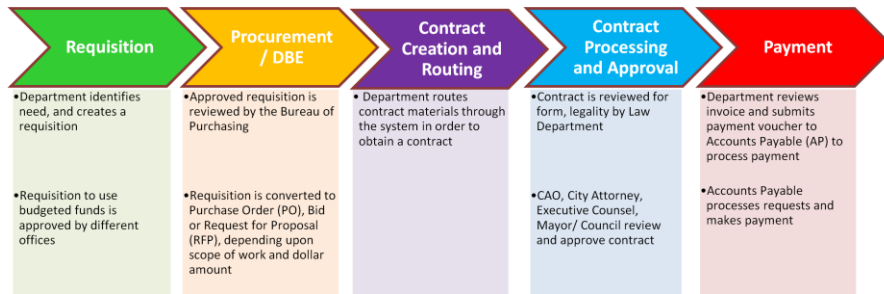 Requisition
•Department identifies
need, and creates a
requisition
•Requisition to use
budgeted funds is
approved by different
offices
Procurement
/ DBE
•Approved requisition is
reviewed by the Bureau of
Purchasing
•Requisition is converted to
Purchase Order (PO), Bid
or Request for Proposal
(RFP), depending upon
scope of work and dollar
amount
Contract
Creation and
Routing
• Department routes
contract materials through
the system in order to
obtain a contract
Contract
Processing
and Approval
•Contract is reviewed for
form, legality by Law
Department
•CAO, City Attorney,
Executive Counsel,
Mayor/ Council review
and approve contract
Payment
•Department reviews
invoice and submits
payment voucher to
Accounts Payable (AP) to
process payment
•Accounts Payable
processes requests and
makes payment